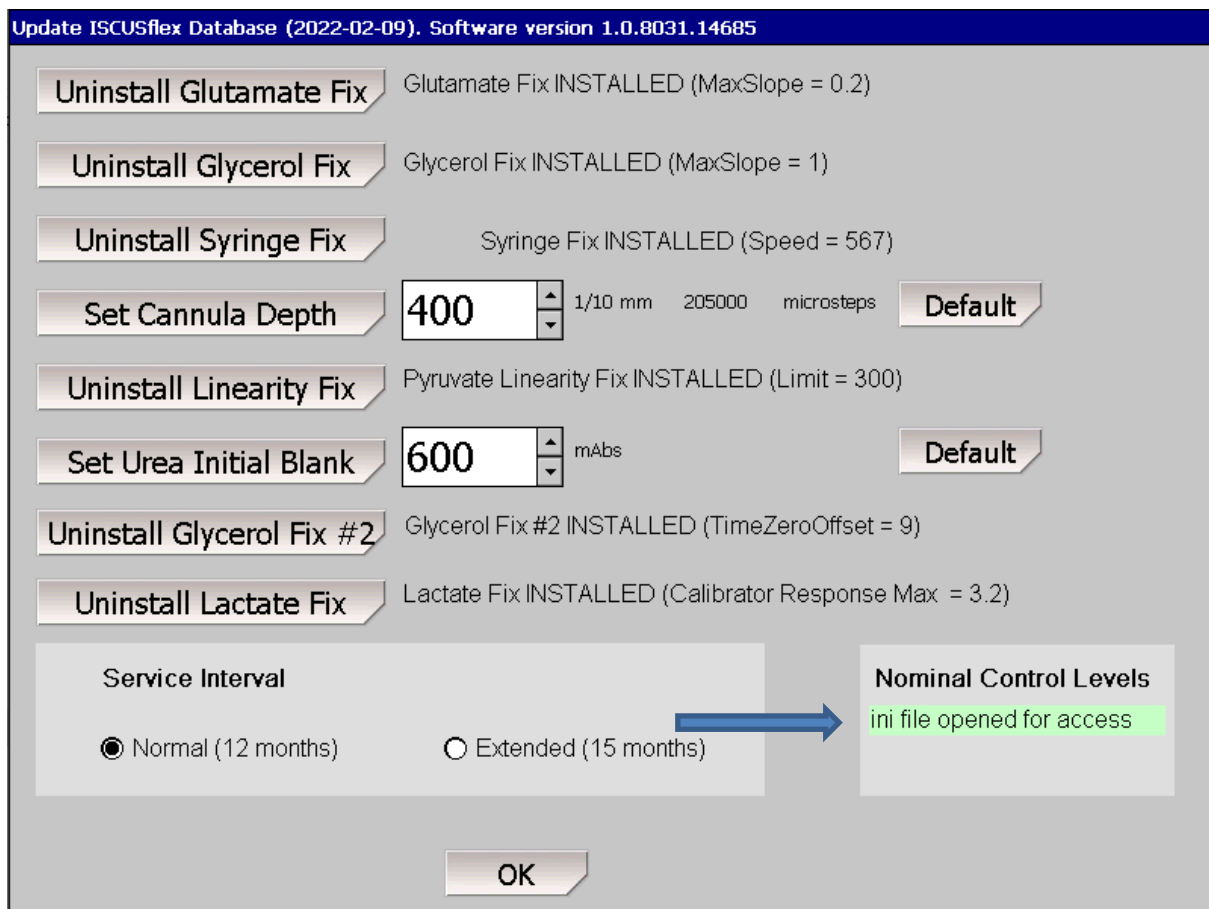 Update ISCUSflex Database (2022-02-09). Software version 1.0.8031.14685
Uninstall Glutamate Fix Glutamate Fix INSTALLED (MaxSlope = 0.2)
Uninstall Glycerol Fix Glycerol Fix INSTALLED (MaxSlope = 1)
Uninstall Syringe Fix Syringe Fix INSTALLED (Speed = 567)
Set Cannula Depth 400 1/10 mm 205000 microsteps Default
Uninstall Linearity Fix Pyruvate Linearity Fix INSTALLED (Limit = 300)
Set Urea Initial Blank 600 mAbs Default
Uninstall Glycerol Fix #2 Glycerol Fix #2 INSTALLED (TimeZeroOffset = 9)
Uninstall Lactate Fix Lactate Fix INSTALLED (Calibrator Response Max = 3.2)
Service Interval
Normal (12 months) Extended (15 months)
Nominal Control Levels
ini file opened for access
OK